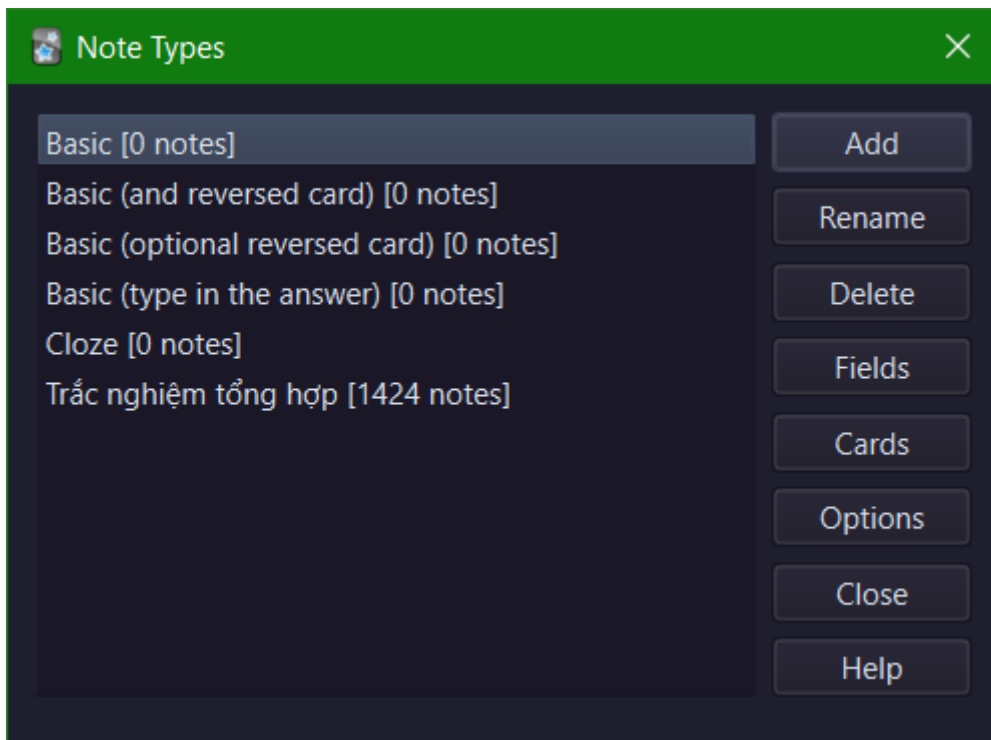 Note Types
Basic [0 notes]
Basic (and reversed card) [0 notes]
Basic (optional reversed card) [0 notes]
Basic (type in the answer) [0 notes]
Cloze [0 notes]
Trắc nghiệm tổng hợp [1424 notes]
Add
Rename
Delete
Fields
Cards
Options
Close
Help